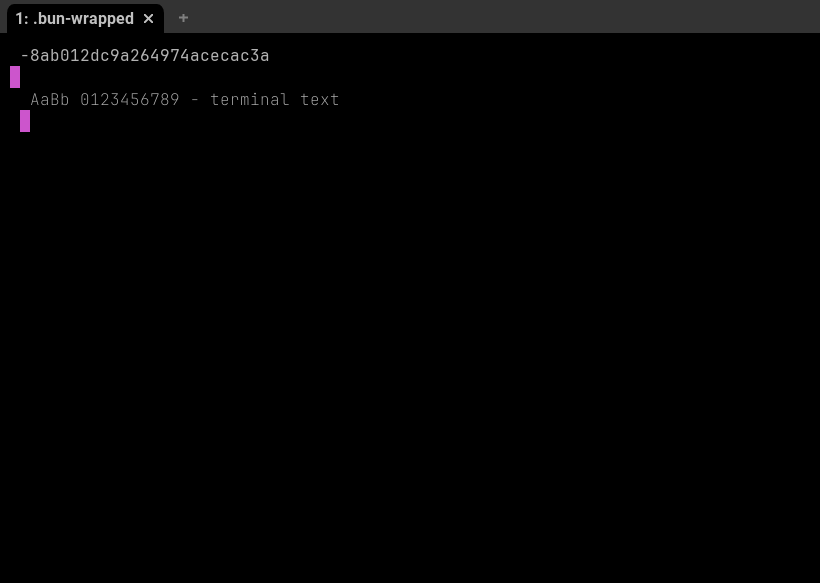 1: .bun-wrapped × +
-8ab012dc9a264974acecac3a
AaBb 0123456789 - terminal text